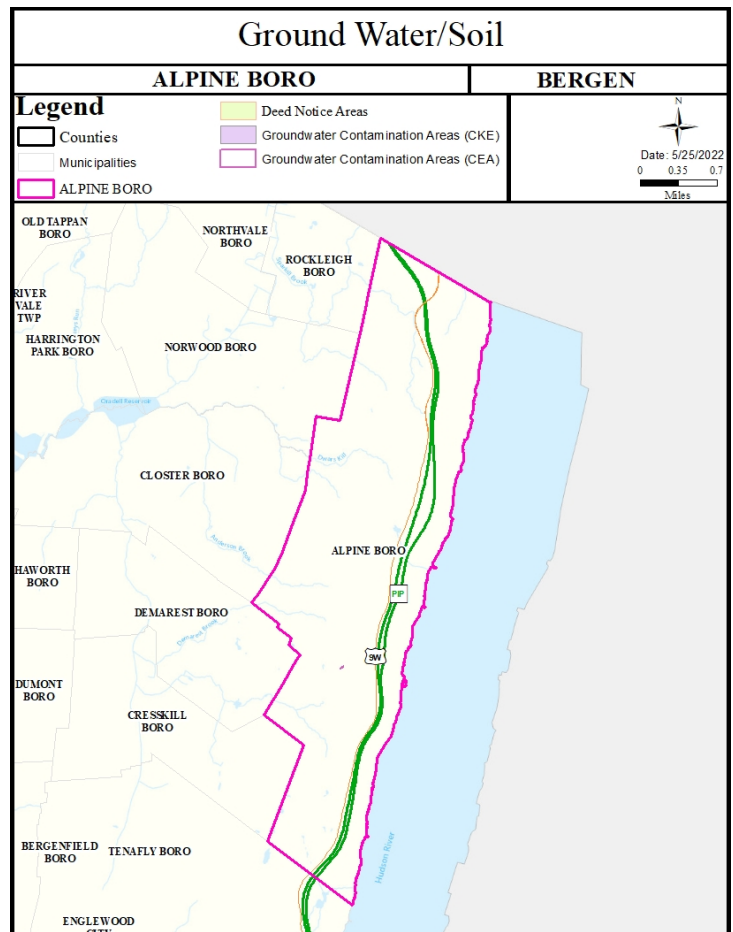 Ground Water/Soil
ALPINE BORO
BERGEN
Legend
Counties
Municipalities
ALPINE BORO
Deed Notice Areas
Groundwater Contamination Areas (CKE)
Groundwater Contamination Areas (CEA)
N
Date: 5/25/2022
0 0.35 0.7
Miles
OLD TAPPAN
BORO
NORTHVALE
BORO
ROCKLEIGH
BORO
RIVER
VALE
TWP
HARRINGTON
PARK BORO
NORWOOD BORO
CLOSTER BORO
ALPINE BORO
HAWORTH
BORO
PIP
DEMAREST BORO
Demarest Brook
9W
DUMONT
BORO
CRESSKILL
BORO
BERGENFIELD
BORO
TENAFLY BORO
Hudson River
ENGLEWOOD
CITY